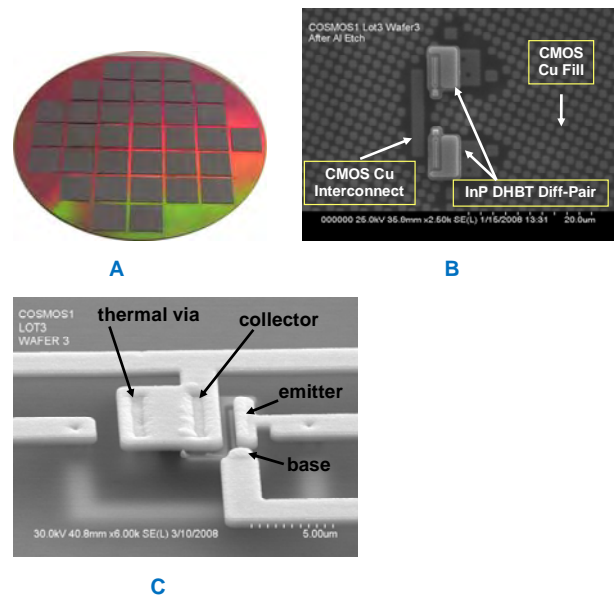 COSMOS1 Lot3 Wafer3
After Al Etch
CMOS
Cu Fill
CMOS Cu
Interconnect
InP DHBT Diff-Pair
000000 25.0kV 35.9mm x2.50k SE(L) 1/15/2008 13:31
20.0um
A
B
COSMOS1
LOT3
WAFER 3
thermal via
collector
emitter
base
30.0kV 40.8mm x6.00k SE(L) 3/10/2008
5.00um
C